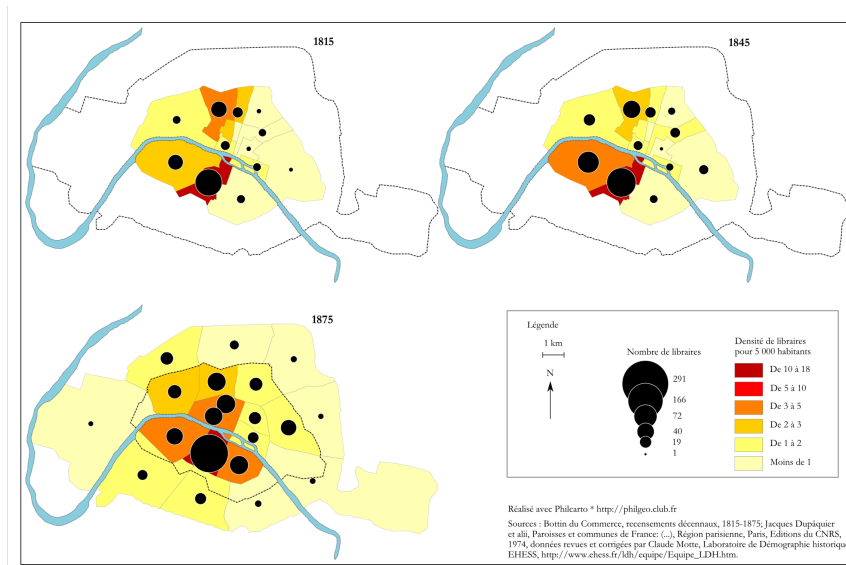 1815
1845
1875
Légende
1 km
N
Nombre de libraires
291
166
72
40
19
1
Densité de libraires
pour 5 000 habitants
De 10 à 18
De 5 à 10
De 3 à 5
De 2 à 3
De 1 à 2
Moins de 1
Réalisé avec Philcarto * http://philgeo.club.fr
Sources : Bottin du Commerce, recensements décennaux, 1815-1875; Jacques Dupâquier
et alii, Paroisses et communes de France: (...), Région parisienne, Paris, Editions du CNRS,
1974, données revues et corrigées par Claude Motte, Laboratoire de Démographie historiqu
EHESS, http://www.ehess.fr/ldh/equipe/Equipe_LDH.htm.